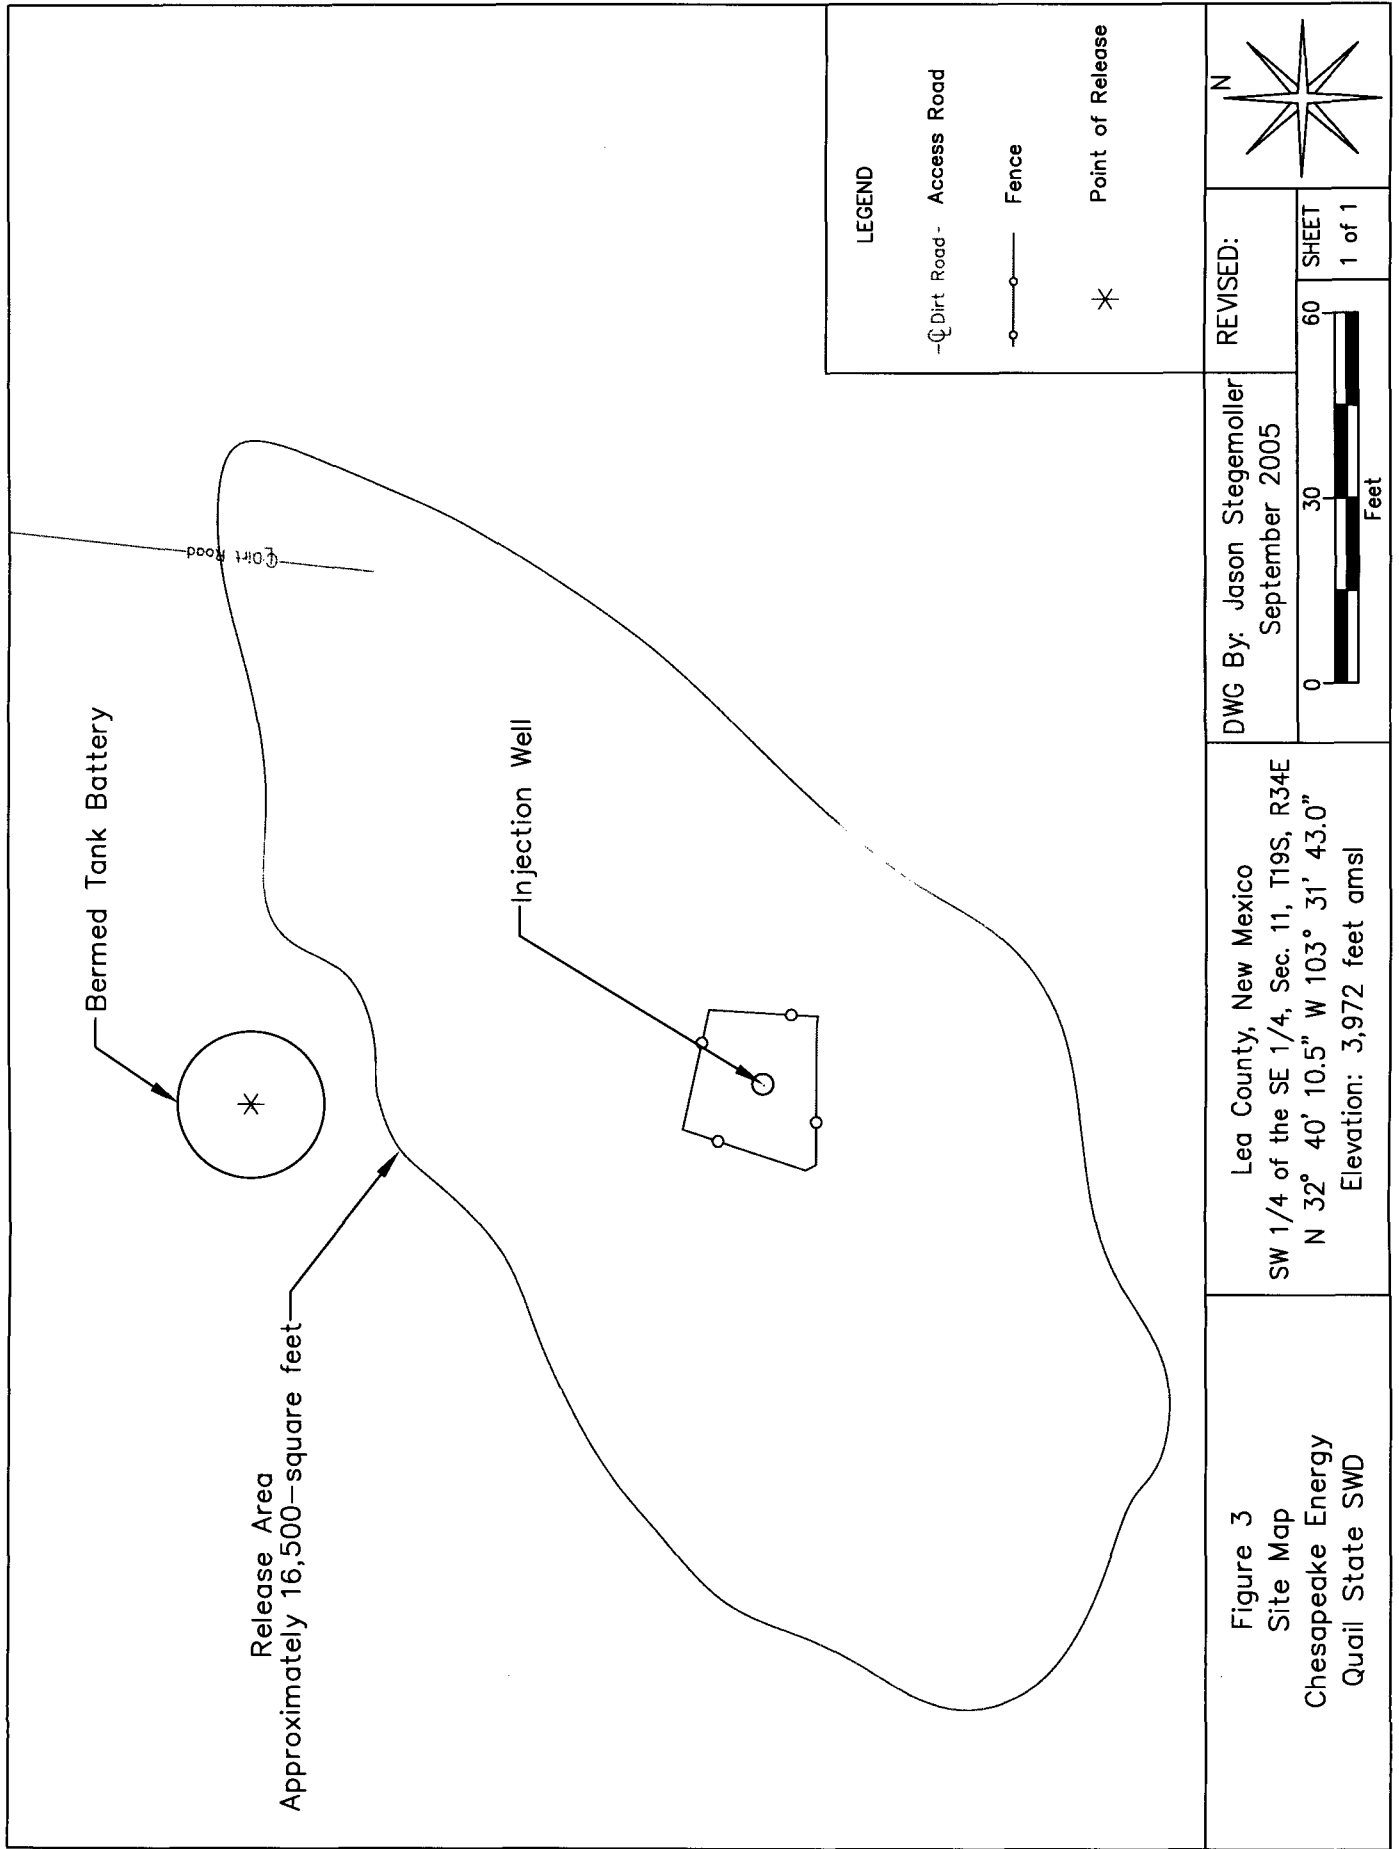 Bermed Tank Battery
Release Area
Approximately 16,500-square feet
℄ Dirt Road
Injection Well
LEGEND
-℄ Dirt Road- Access Road
Fence
Point of Release
Figure 3
Site Map
Chesapeake Energy
Quail State SWD
Lea County, New Mexico
SW 1/4 of the SE 1/4, Sec. 11, T19S, R34E
N 32° 40' 10.5" W 103° 31' 43.0"
Elevation: 3,972 feet amsl
DWG By: Jason Stegemoller
September 2005
REVISED:
0 30 60
Feet
SHEET
1 of 1
N